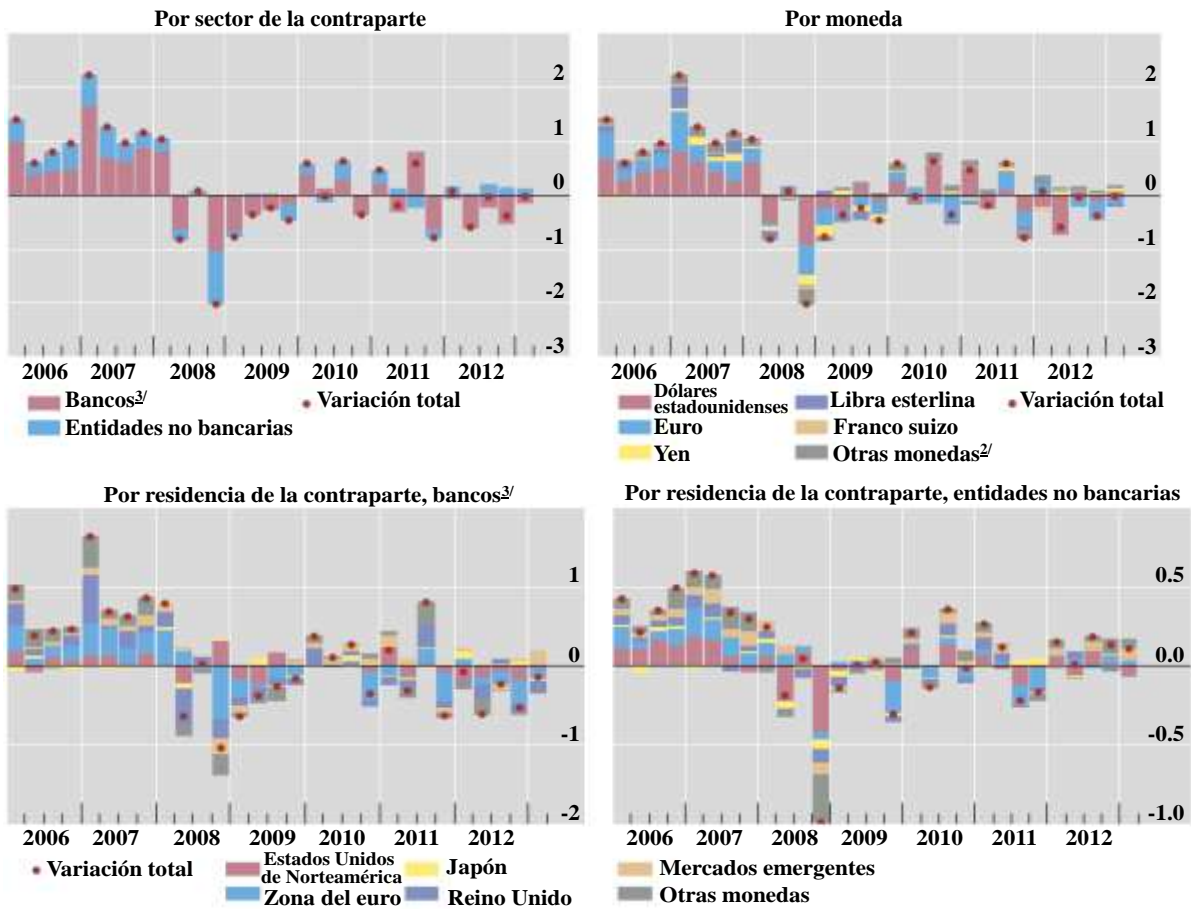 Por sector de la contraparte
2
1
0
-1
-2
-3
2006 2007 2008 2009 2010 2011 2012
Bancos3/
Variación total
Entidades no bancarias
Por moneda
2
1
0
-1
-2
-3
2006 2007 2008 2009 2010 2011 2012
Dólares
estadounidenses
Libra esterlina
Variación total
Euro
Franco suizo
Yen
Otras monedas2/
Por residencia de la contraparte, bancos3/
1
0
-1
-2
2006 2007 2008 2009 2010 2011 2012
Por residencia de la contraparte, entidades no bancarias
0.5
0.0
-0.5
-1.0
2006 2007 2008 2009 2010 2011 2012
Variación total
Estados Unidos
de Norteamérica
Japón
Mercados emergentes
Zona del euro
Reino Unido
Otras monedas